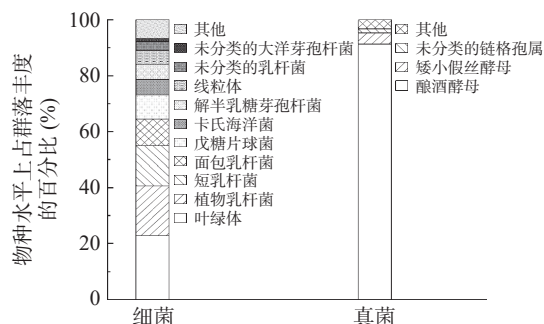 物种水平上占群落丰度
的百分比 (%)
100
80
60
40
20
0
其他
未分类的大洋芽孢杆菌
未分类的乳杆菌
线粒体
解半乳糖芽孢杆菌
卡氏海洋菌
戊糖片球菌
面包乳杆菌
短乳杆菌
植物乳杆菌
叶绿体
其他
未分类的链格孢属
矮小假丝酵母
酿酒酵母
细菌
真菌